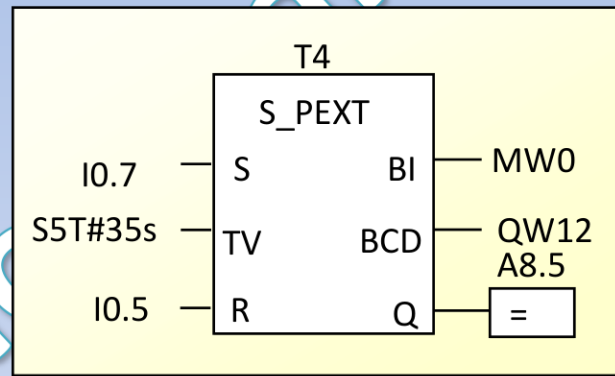 T4
S_PEXT
I0.7 S BI MW0
S5T#35s TV BCD QW12
A8.5
I0.5 R Q =